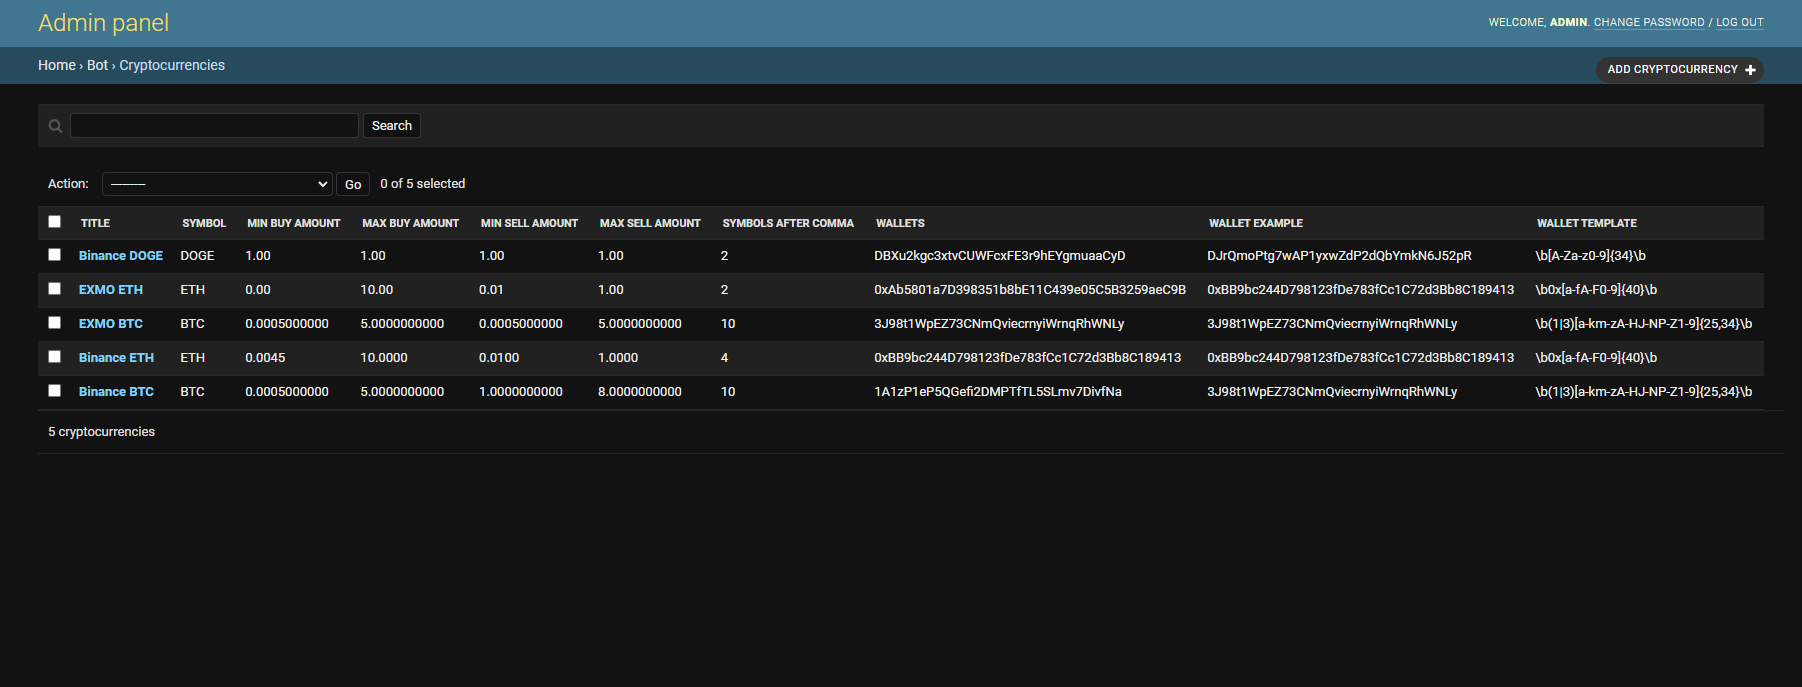 Admin panel
WELCOME, ADMIN. CHANGE PASSWORD / LOG OUT
Home › Bot › Cryptocurrencies
ADD CRYPTOCURRENCY +
Search
Action: --------- Go 0 of 5 selected
TITLE SYMBOL MIN BUY AMOUNT MAX BUY AMOUNT MIN SELL AMOUNT MAX SELL AMOUNT SYMBOLS AFTER COMMA WALLETS WALLET EXAMPLE WALLET TEMPLATE
Binance DOGE DOGE 1.00 1.00 1.00 1.00 2 DBXu2kgc3xtvCUWFcxFE3r9hEYgmuaaCyD DJrQmoPtg7wAP1yxwZdP2dQbYmkN6J52pR \b[A-Za-z0-9]{34}\b
EXMO ETH ETH 0.00 10.00 0.01 1.00 2 0xAb5801a7D398351b8bE11C439e05C5B3259aeC9B 0xBB9bc244D798123fDe783fCc1C72d3Bb8C189413 \b0x[a-fA-F0-9]{40}\b
EXMO BTC BTC 0.0005000000 5.0000000000 0.0005000000 5.0000000000 10 3J98t1WpEZ73CNmQviecrnyiWrnqRhWNLy 3J98t1WpEZ73CNmQviecrnyiWrnqRhWNLy \b(1|3)[a-km-zA-HJ-NP-Z1-9]{25,34}\b
Binance ETH ETH 0.0045 10.0000 0.0100 1.0000 4 0xBB9bc244D798123fDe783fCc1C72d3Bb8C189413 0xBB9bc244D798123fDe783fCc1C72d3Bb8C189413 \b0x[a-fA-F0-9]{40}\b
Binance BTC BTC 0.0005000000 5.0000000000 1.0000000000 8.0000000000 10 1A1zP1eP5QGefi2DMPTfTL5SLmv7DivfNa 3J98t1WpEZ73CNmQviecrnyiWrnqRhWNLy \b(1|3)[a-km-zA-HJ-NP-Z1-9]{25,34}\b
5 cryptocurrencies